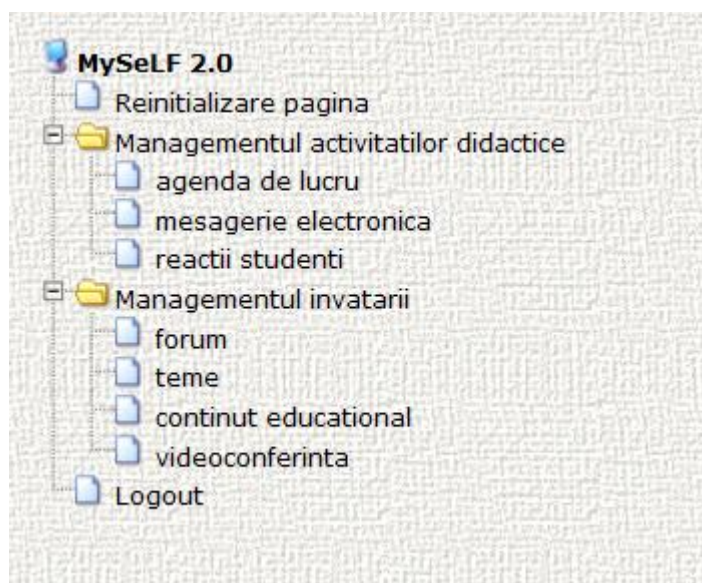 MySeLF 2.0
Reinitializare pagina
Managementul activitatilor didactice
agenda de lucru
mesagerie electronica
reactii studenti
Managementul invatarii
forum
teme
continut educational
videoconferinta
Logout